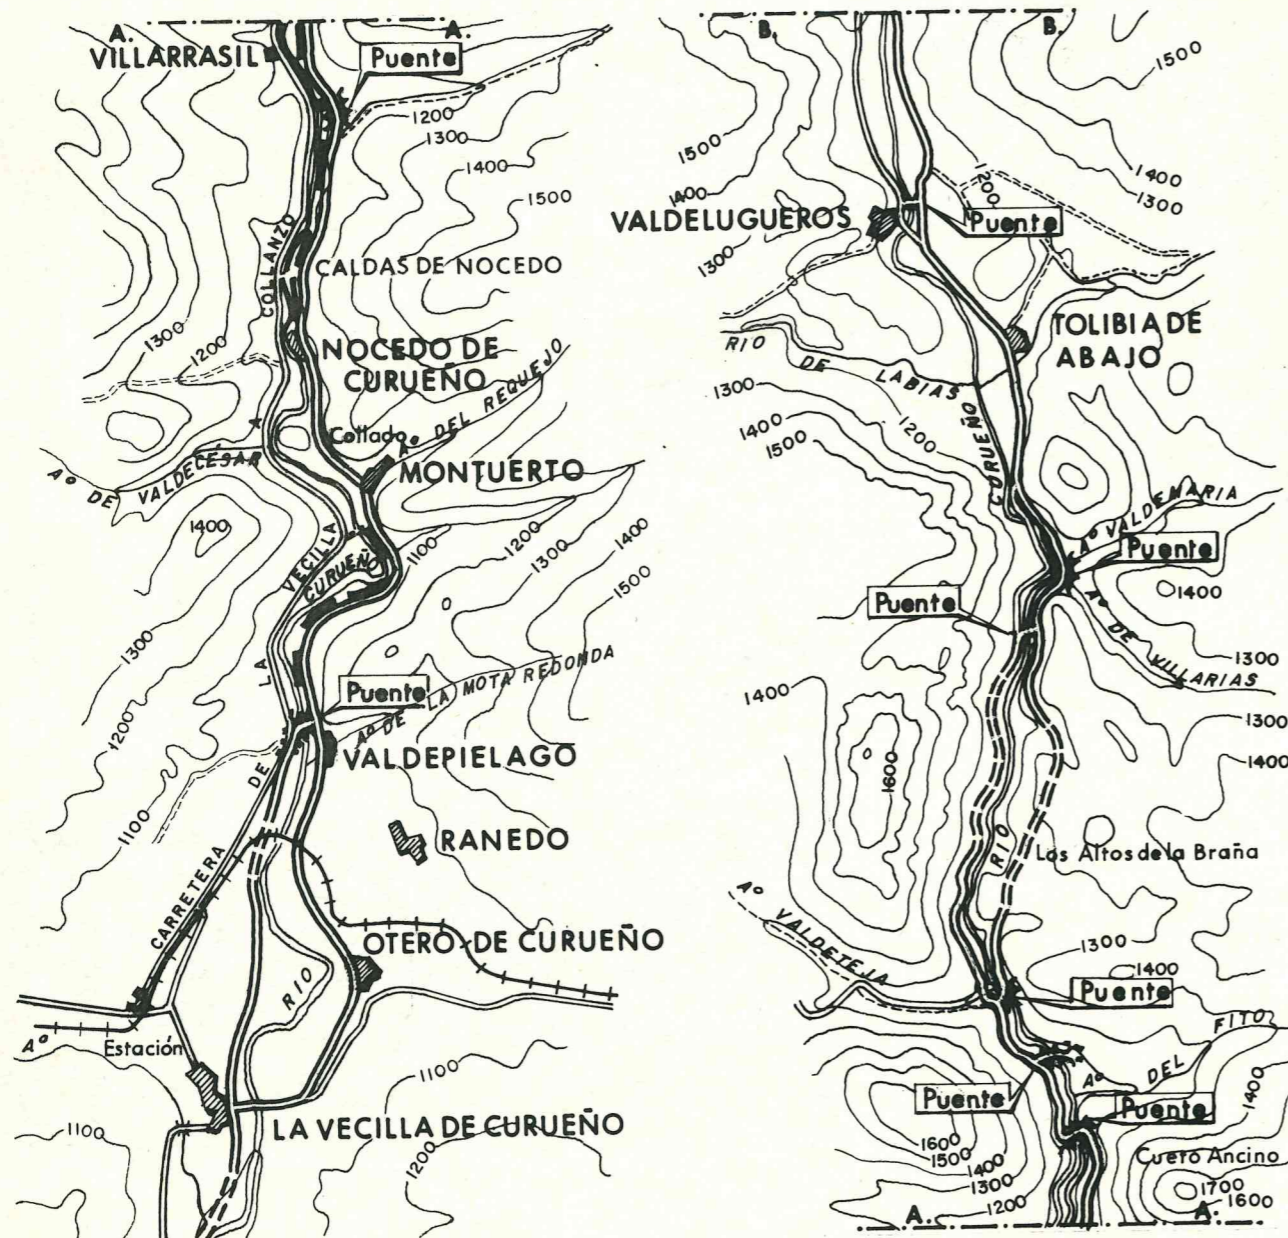 A.
A.
VILLARRASIL
Puente
1200
1300
1400
1500
COLLANZO
CALDAS DE NOCEDO
1300
1200
NOCEDO DE
CURUEÑO
Aº DEL REQUEJO
A
Collado
Aº DE VALDECÉSAR
MONTUERTO
1400
VECILLA
CURUEÑO
1100
1200
1300
1400
1500
1300
LA
1200
Puente
Aº DE LA MOTA REDONDA
VALDEPIELAGO
DE
1100
RANEDO
CARRETERA
OTERO DE CURUEÑO
RIO
Aº
Estación
1100
1100
LA VECILLA DE CURUEÑO
1200
B.
B.
1500
1500
1400
1200
1400
1300
VALDELUGUEROS
Puente
1300
RIO DE LABIAS
TOLIBIA DE
ABAJO
1300
1400
1500
1200
CURUEÑO
Aº VALDEMARIA
Puente
Puente
1400
Aº DE VILLARIAS
1300
1300
1400
1400
1600
RIO
Los Altos de la Braña
Aº VALDETEJA
1300
1400
Puente
Aº DEL FITO
Puente
Puente
1400
1600
1500
1400
1300
1200
Cueto Ancino
1700
1600
A.
A.